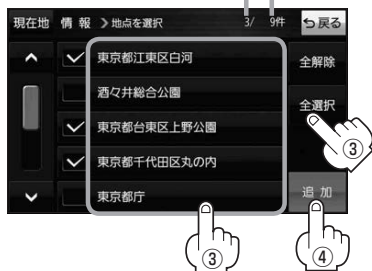 現在地 情 報 ❯地点を選択 3/ 9件 戻る
東京都江東区白河 全解除
酒々井総合公園
全選択
東京都台東区上野公園
③
東京都千代田区丸の内
東京都庁 追 加
③ ④